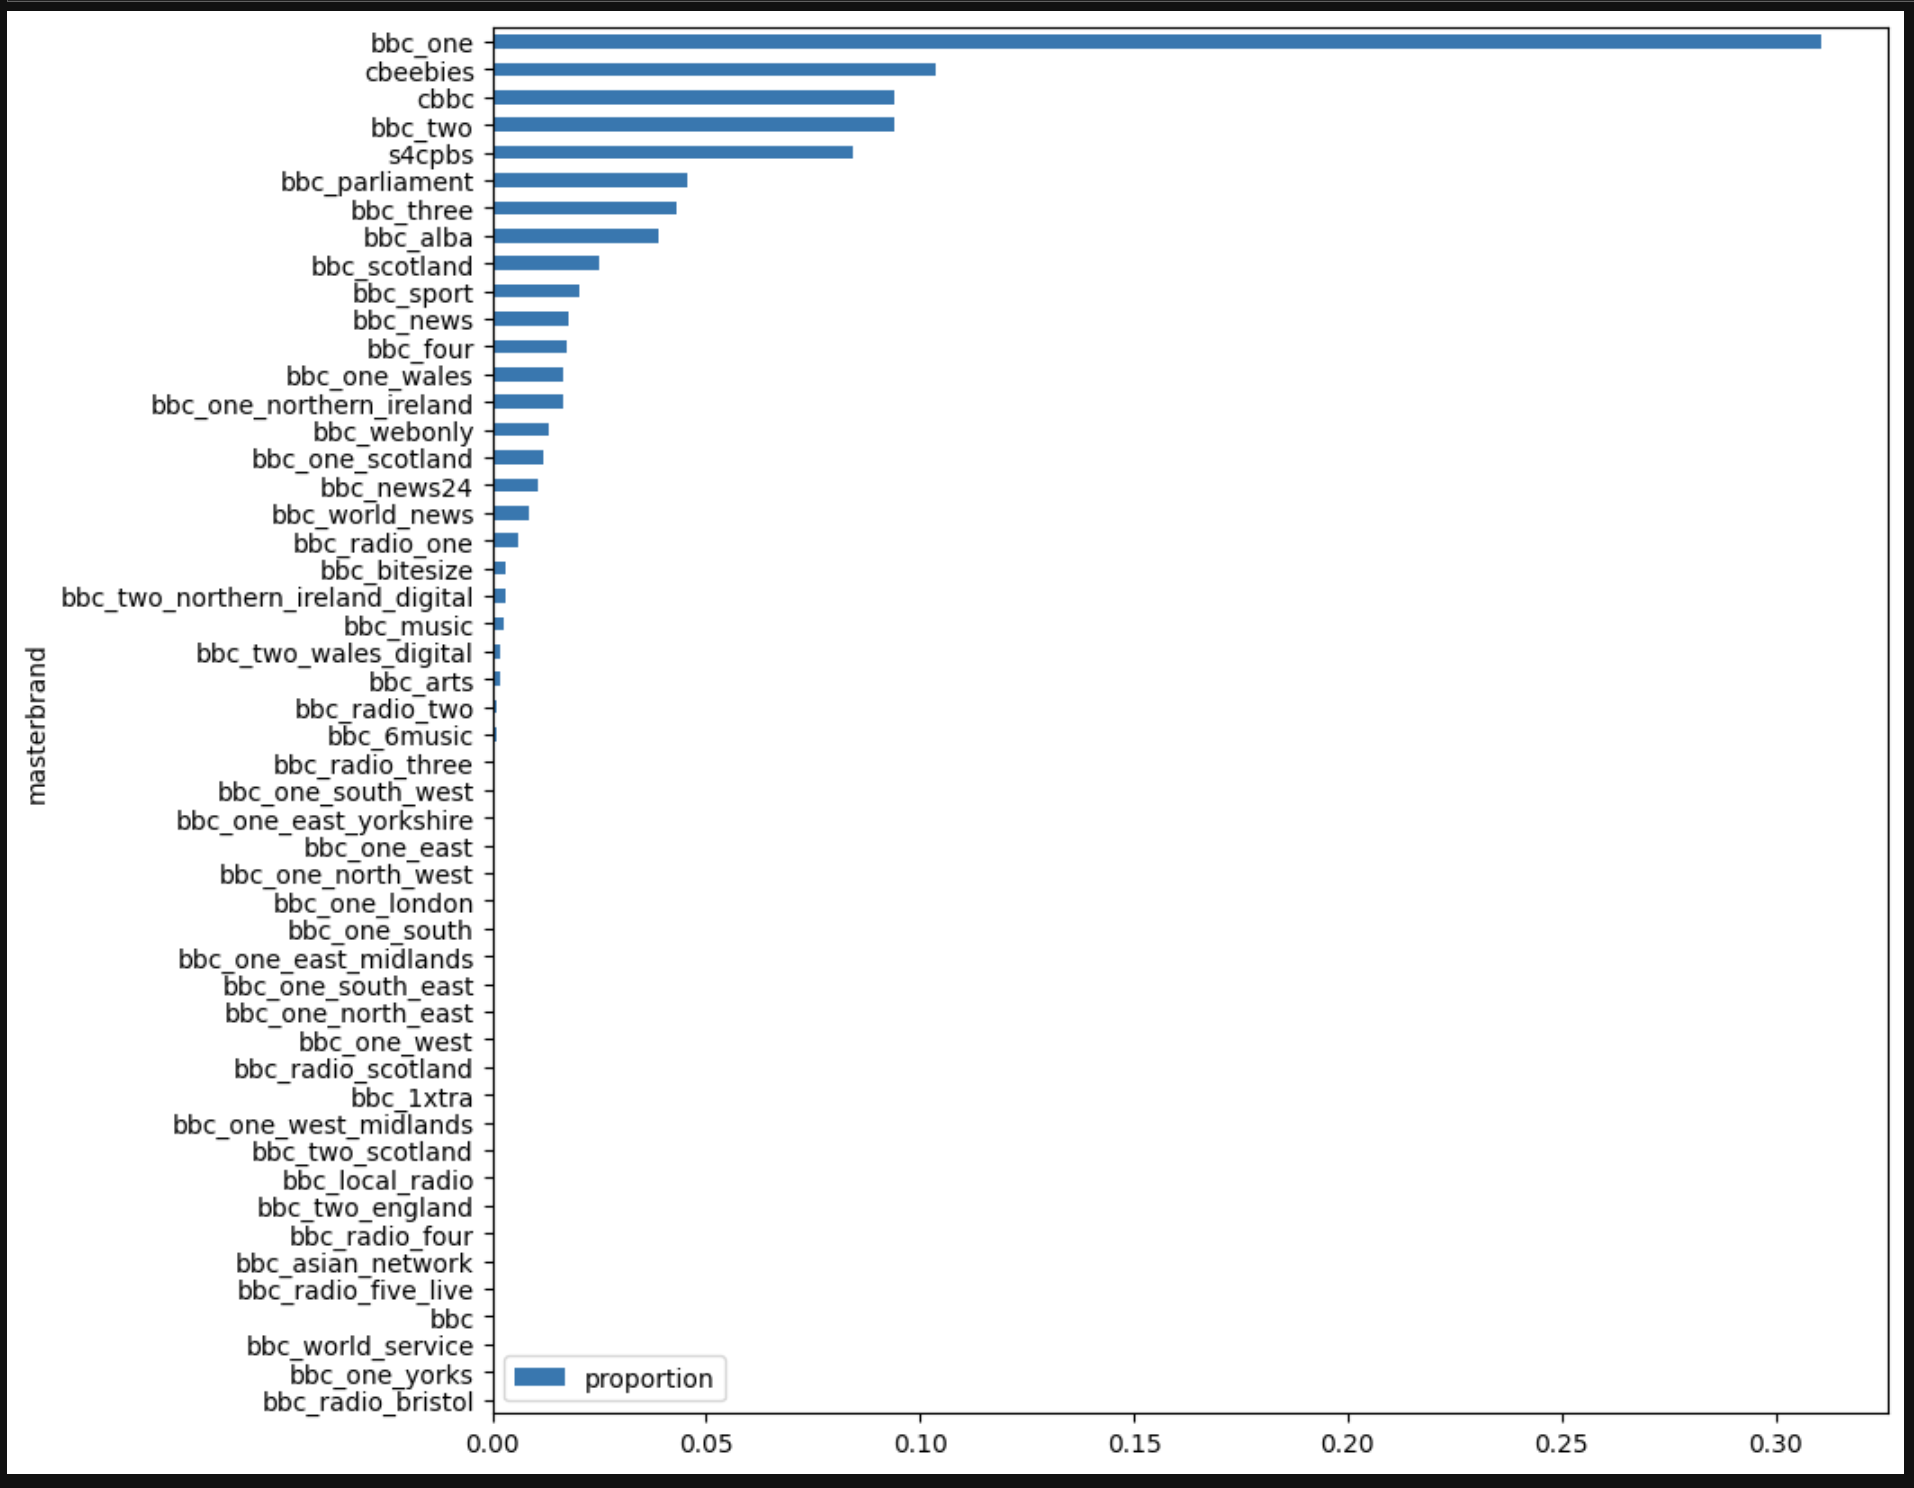 bbc_one
cbeebies
cbbc
bbc_two
s4cpbs
bbc_parliament
bbc_three
bbc_alba
bbc_scotland
bbc_sport
bbc_news
bbc_four
bbc_one_wales
bbc_one_northern_ireland
bbc_webonly
bbc_one_scotland
bbc_news24
bbc_world_news
bbc_radio_one
bbc_bitesize
bbc_two_northern_ireland_digital
bbc_music
bbc_two_wales_digital
bbc_arts
bbc_radio_two
bbc_6music
bbc_radio_three
bbc_one_south_west
bbc_one_east_yorkshire
bbc_one_east
bbc_one_north_west
bbc_one_london
bbc_one_south
bbc_one_east_midlands
bbc_one_south_east
bbc_one_north_east
bbc_one_west
bbc_radio_scotland
bbc_1xtra
bbc_one_west_midlands
bbc_two_scotland
bbc_local_radio
bbc_two_england
bbc_radio_four
bbc_asian_network
bbc_radio_five_live
bbc
bbc_world_service
bbc_one_yorks
bbc_radio_bristol
masterbrand
proportion
0.00 0.05 0.10 0.15 0.20 0.25 0.30